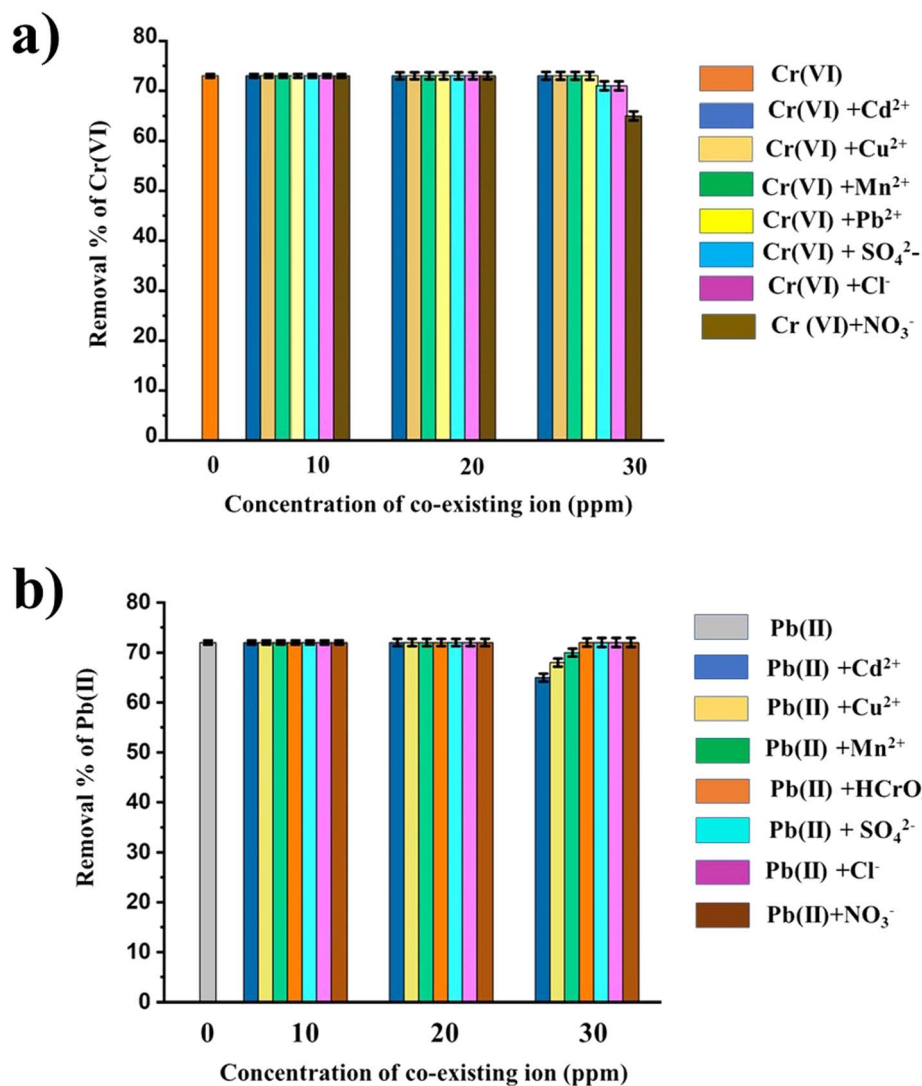 a)
Removal % of Cr(VI)
80
70
60
50
40
30
20
10
0
0 10 20 30
Concentration of co-existing ion (ppm)
Cr(VI)
Cr(VI) +Cd²⁺
Cr(VI) +Cu²⁺
Cr(VI) +Mn²⁺
Cr(VI) +Pb²⁺
Cr(VI) + SO₄²-
Cr(VI) +Cl⁻
Cr (VI)+NO₃⁻
b)
Removal % of Pb(II)
80
70
60
50
40
30
20
10
0
0 10 20 30
Concentration of co-existing ion (ppm)
Pb(II)
Pb(II) +Cd²⁺
Pb(II) +Cu²⁺
Pb(II) +Mn²⁺
Pb(II) +HCrO
Pb(II) + SO₄²⁻
Pb(II) +Cl⁻
Pb(II)+NO₃⁻